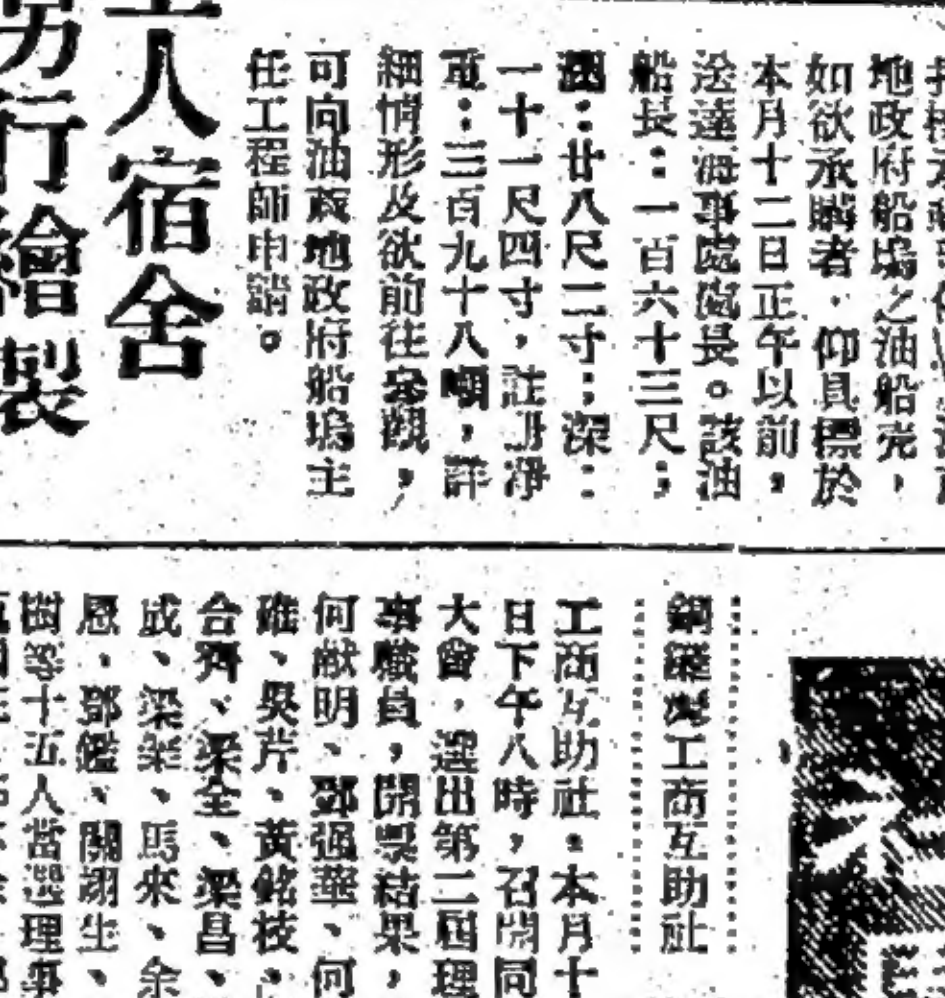 地政府船塢之油船壳，
如欲承購者，仰具標於
本月十二日正午以前，
送達海事處處長。該油
船長：一百六十三尺；
濶：廿八尺二寸；深：
一十一尺四寸，註册淨
重：三百九十八噸，詳
細情形及欲前往參觀，
可向油蔴地政府船塢主
任工程師申請。
工人宿舍
另行繪製
銅鐵業工商互助社
工商互助社，本月十
日下午八時，召開同
大會，選出第二屆理
事職員，開票結果，
何猷明、鄧過華、何
維、吳芹、黃銘枝、
合齊、梁全、梁昌、
成、梁業、馬來、余
恩、鄧鑑、關翊生、
樹等十五人當選理事